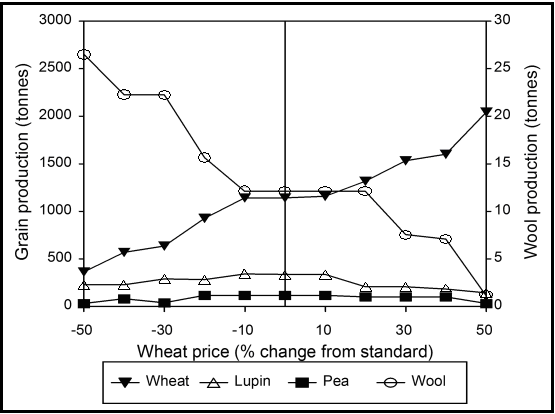 3000
2500
2000
1500
1000
500
0
Grain production (tonnes)
30
25
20
15
10
5
0
Wool production (tonnes)
-50 -30 -10 10 30 50
Wheat price (% change from standard)
Wheat Lupin Pea Wool